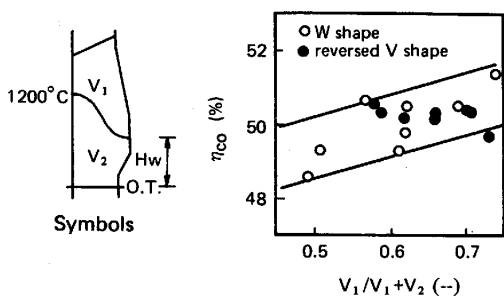 1200°C
V1
V2
Hw
O.T.
Symbols
W shape
reversed V shape
ηco (%)
52
50
48
0.5 0.6 0.7
V1/V1+V2 (--)